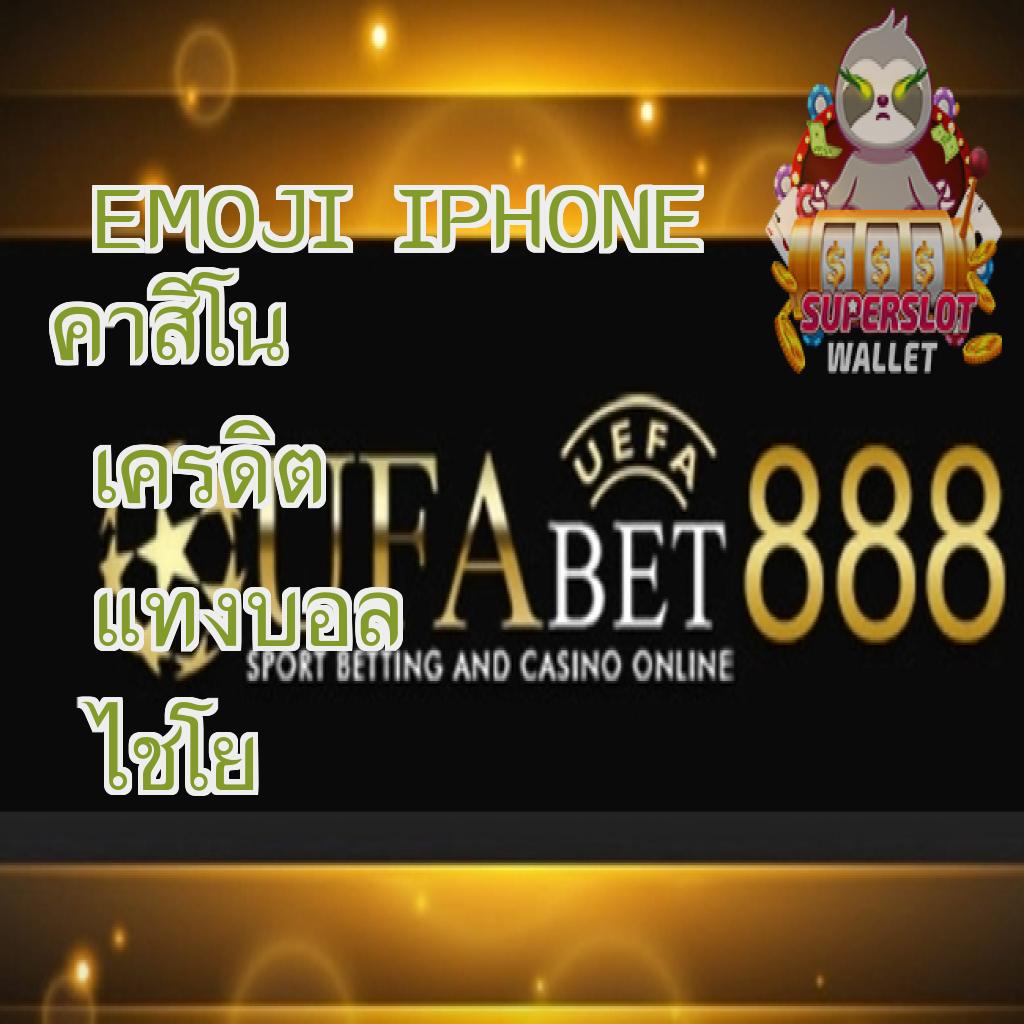 EMOJI IPHONE
คาสิโน
เครดิต
แทงบอล
ไชโย
UEFA
UFABET888
SPORT BETTING AND CASINO ONLINE
$ $ $
SUPERSLOT
WALLET